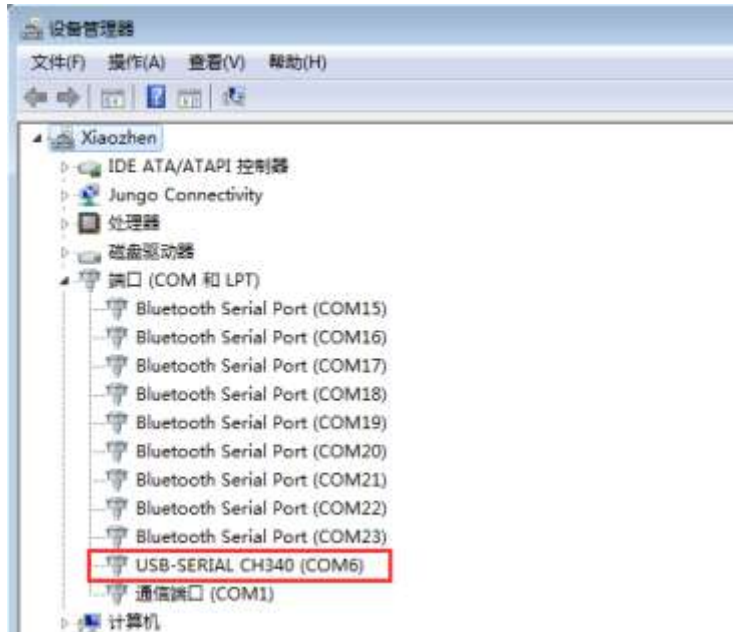 设备管理器
文件(F) 操作(A) 查看(V) 帮助(H)
Xiaozhen
IDE ATA/ATAPI 控制器
Jungo Connectivity
处理器
磁盘驱动器
端口 (COM 和 LPT)
Bluetooth Serial Port (COM15)
Bluetooth Serial Port (COM16)
Bluetooth Serial Port (COM17)
Bluetooth Serial Port (COM18)
Bluetooth Serial Port (COM19)
Bluetooth Serial Port (COM20)
Bluetooth Serial Port (COM21)
Bluetooth Serial Port (COM22)
Bluetooth Serial Port (COM23)
USB-SERIAL CH340 (COM6)
通信端口 (COM1)
计算机